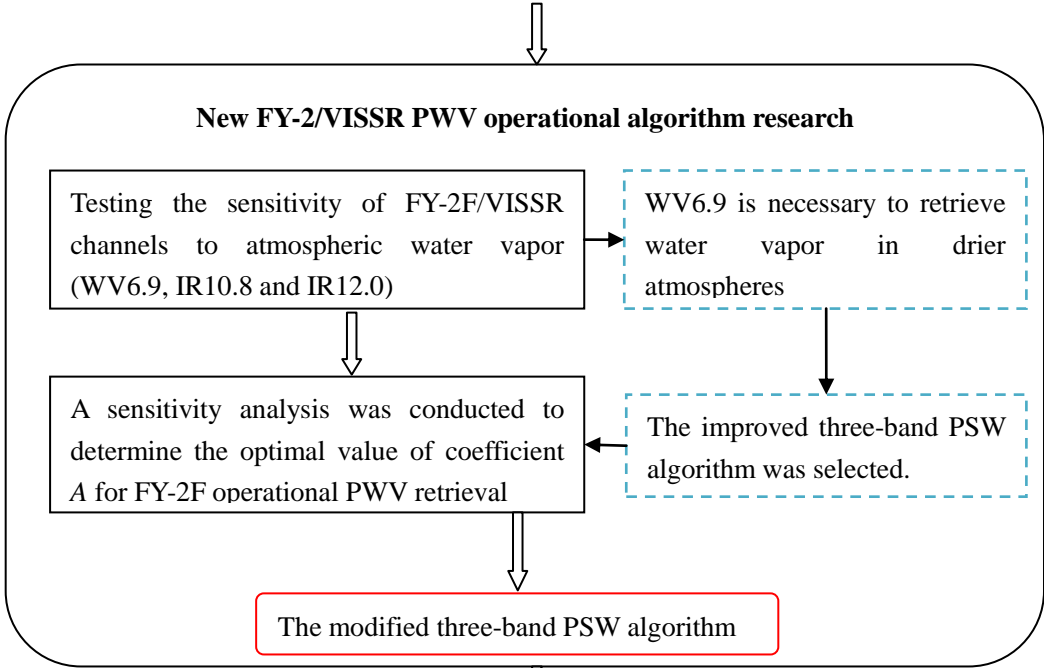 New FY-2/VISSR PWV operational algorithm research
Testing the sensitivity of FY-2F/VISSR
channels to atmospheric water vapor
(WV6.9, IR10.8 and IR12.0)
WV6.9 is necessary to retrieve
water vapor in drier
atmospheres
A sensitivity analysis was conducted to
determine the optimal value of coefficient
A for FY-2F operational PWV retrieval
The improved three-band PSW
algorithm was selected.
The modified three-band PSW algorithm